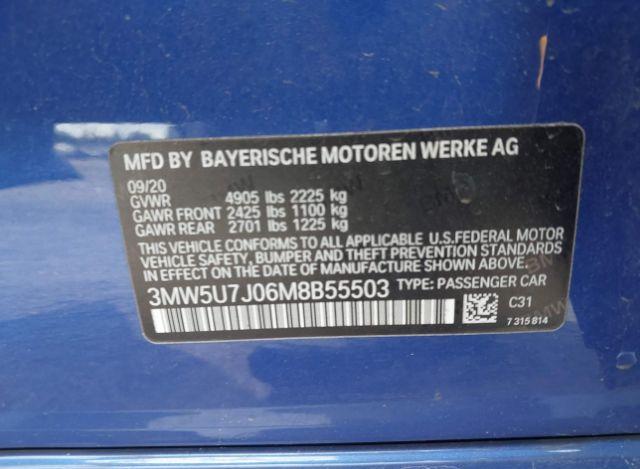 MFD BY BAYERISCHE MOTOREN WERKE AG
09/20
GVWR 4905 lbs 2225 kg
GAWR FRONT 2425 lbs 1100 kg
GAWR REAR 2701 lbs 1225 kg
THIS VEHICLE CONFORMS TO ALL APPLICABLE U.S.FEDERAL MOTOR
VEHICLE SAFETY, BUMPER AND THEFT PREVENTION STANDARDS
IN EFFECT ON THE DATE OF MANUFACTURE SHOWN ABOVE.
3MW5U7J06M8B55503 TYPE: PASSENGER CAR
C31
7 315 814